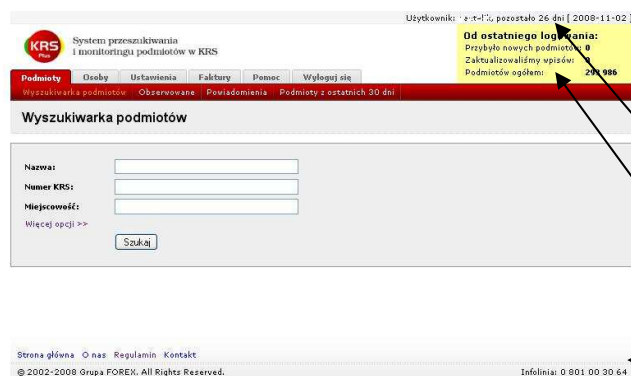 Użytkownik: pozostało 26 dni [ 2008-11-02 ]
KRS
Plus
System przeszukiwania
i monitoringu podmiotów w KRS
Od ostatniego logowania:
Przybyło nowych podmiotów: 0
Zaktualizowaliśmy wpisów: 0
Podmiotów ogółem: 292 986
Podmioty Osoby Ustawienia Faktury Pomoc Wyloguj się
Wyszukiwarka podmiotów Obserwowane Powiadomienia Podmioty z ostatnich 30 dni
Wyszukiwarka podmiotów
Nazwa:
Numer KRS:
Miejscowość:
Więcej opcji >>
Szukaj
Strona główna O nas Regulamin Kontakt
© 2002-2008 Grupa FOREX. All Rights Reserved. Infolinia: 0 801 00 30 64